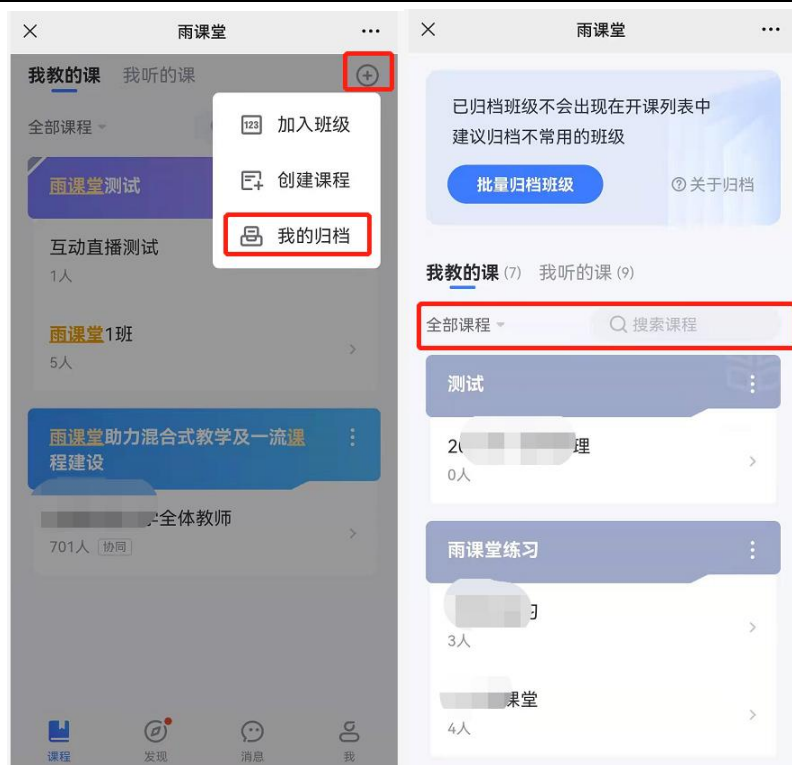 雨课堂
我教的课 我听的课
全部课程
加入班级
创建课程
我的归档
雨课堂测试
互动直播测试
1人
雨课堂1班
5人
雨课堂助力混合式教学及一流课
程建设
全体教师
701人 协同
课程 发现 消息 我
雨课堂
已归档班级不会出现在开课列表中
建议归档不常用的班级
批量归档班级 关于归档
我教的课 (7) 我听的课 (9)
全部课程 搜索课程
测试
理
0人
雨课堂练习
3人
课堂
4人